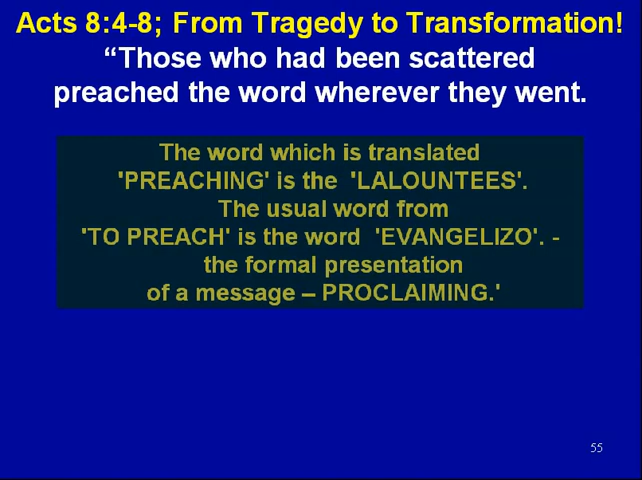 Acts 8:4-8; From Tragedy to Transformation!
“Those who had been scattered
preached the word wherever they went.
The word which is translated
'PREACHING' is the 'LALOUNTEES'.
The usual word from
'TO PREACH' is the word 'EVANGELIZO'. -
the formal presentation
of a message – PROCLAIMING.'
55